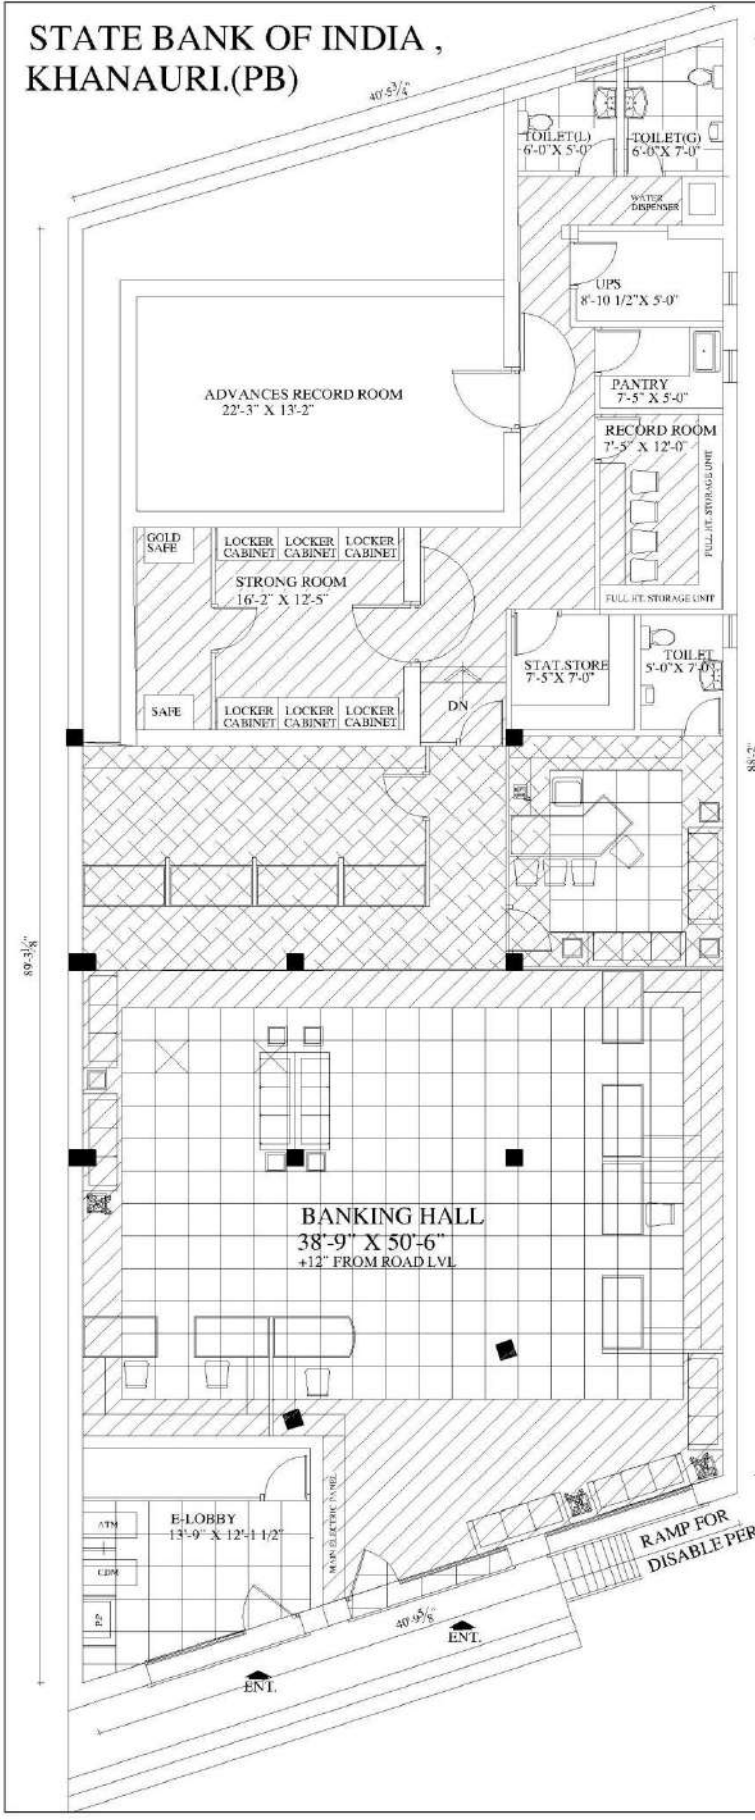 STATE BANK OF INDIA ,
KHANAURI.(PB)
40'-5¾"
TOILET(L)
6'-0"X 5'-0"
TOILET(G)
6'-0"X 7'-0"
WATER
DISPENSER
UPS
8'-10 1/2"X 5'-0"
PANTRY
7'-5" X 5'-0"
ADVANCES RECORD ROOM
22'-3" X 13'-2"
RECORD ROOM
7'-5" X 12'-0"
FULL HT. STORAGE UNIT
FULL HT. STORAGE UNIT
GOLD
SAFE
LOCKER
CABINET
LOCKER
CABINET
LOCKER
CABINET
STRONG ROOM
16'-2" X 12'-5"
SAFE
LOCKER
CABINET
LOCKER
CABINET
LOCKER
CABINET
DN
STAT.STORE
7'-5"X 7'-0"
TOILET
5'-0"X 7'-0"
88'-2"
89'-3⅛"
BANKING HALL
38'-9" X 50'-6"
+12" FROM ROAD LVL
MAIN ELECTRIC PANEL
E-LOBBY
13'-9" X 12'-1 1/2"
ATM
CDM
P.P
RAMP FOR
DISABLE PER
40'-9⅝"
ENT.
ENT.